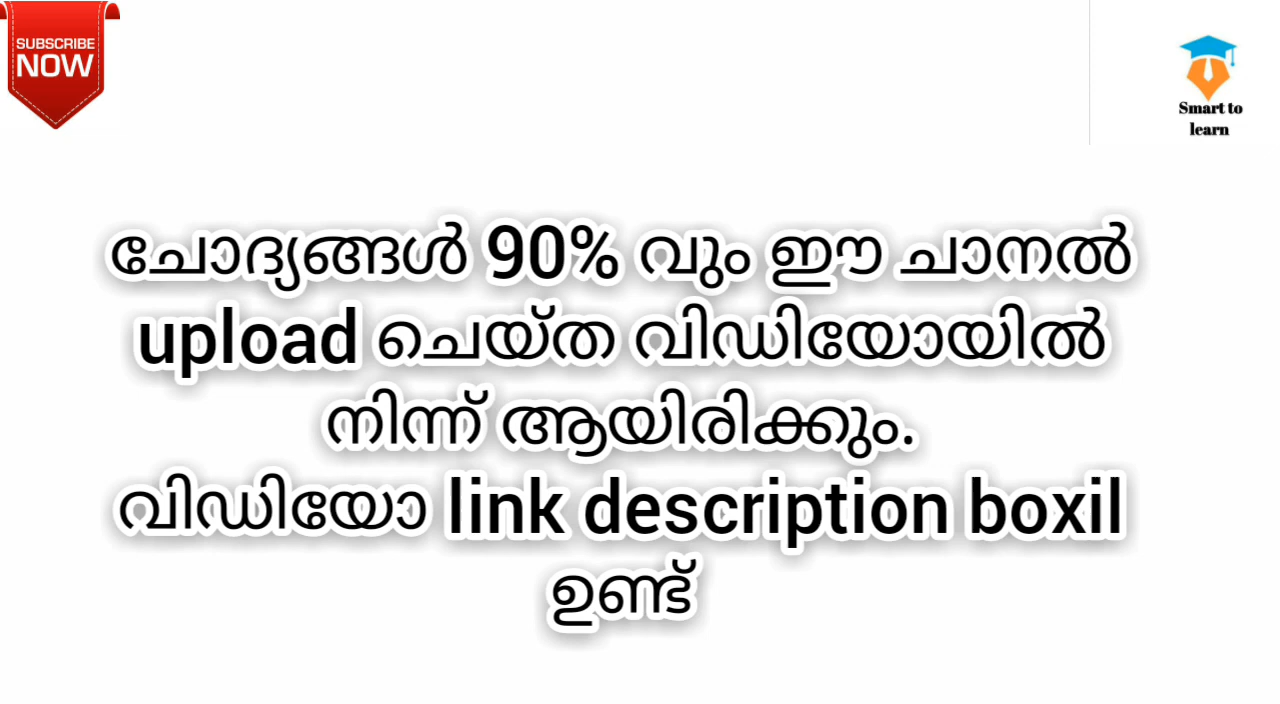 SUBSCRIBE
NOW
Smart to
learn
ചോദ്യങ്ങൾ 90% വും ഈ ചാനൽ
upload ചെയ്ത വിഡിയോയിൽ
നിന്ന് ആയിരിക്കും.
വിഡിയോ link description boxil
ഉണ്ട്